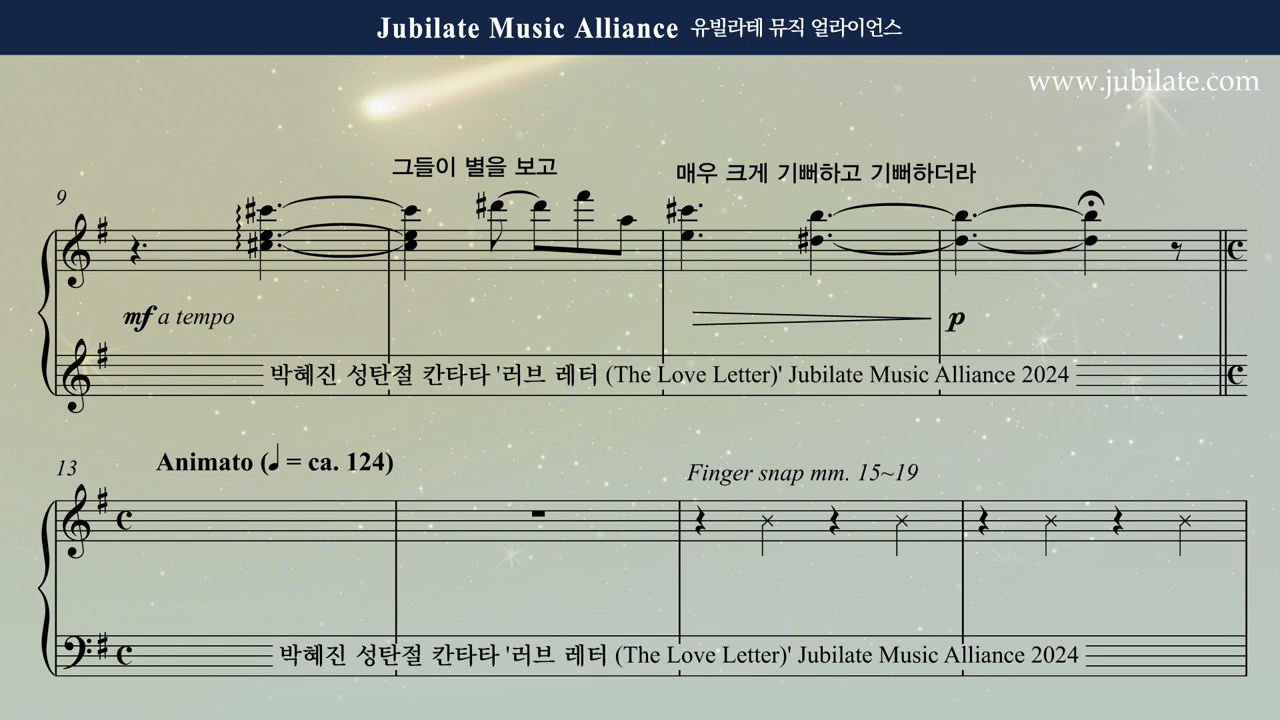 Jubilate Music Alliance 유빌라테 뮤직 얼라이언스
www.jubilate.com
그들이 별을 보고
매우 크게 기뻐하고 기뻐하더라
9
mf a tempo
p
박혜진 성탄절 칸타타 '러브 레터 (The Love Letter)' Jubilate Music Alliance 2024
13
Animato (♩ = ca. 124)
Finger snap mm. 15~19
박혜진 성탄절 칸타타 '러브 레터 (The Love Letter)' Jubilate Music Alliance 2024